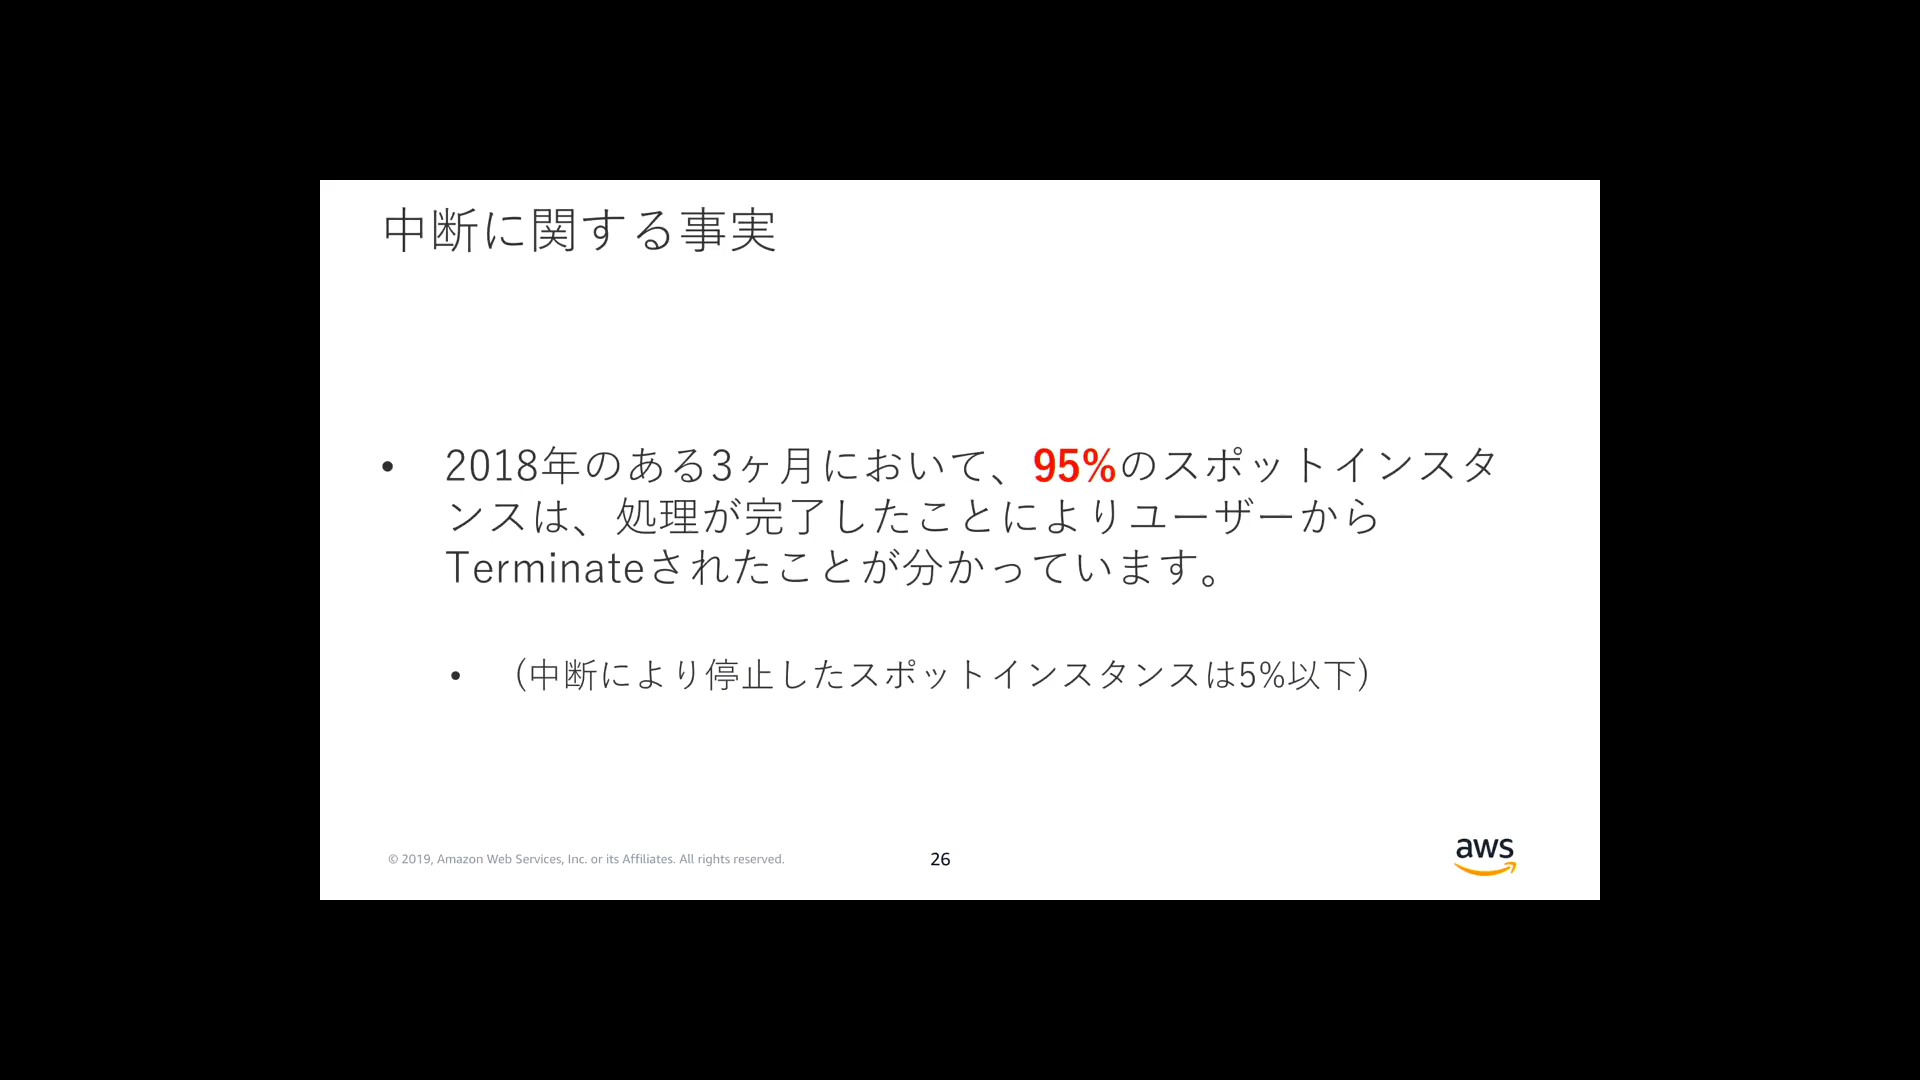 中断に関する事実
• 2018年のある3ヶ月において、95%のスポットインスタ
ンスは、処理が完了したことによりユーザーから
Terminateされたことが分かっています。
• （中断により停止したスポットインスタンスは5%以下）
© 2019, Amazon Web Services, Inc. or its Affiliates. All rights reserved.
26
aws